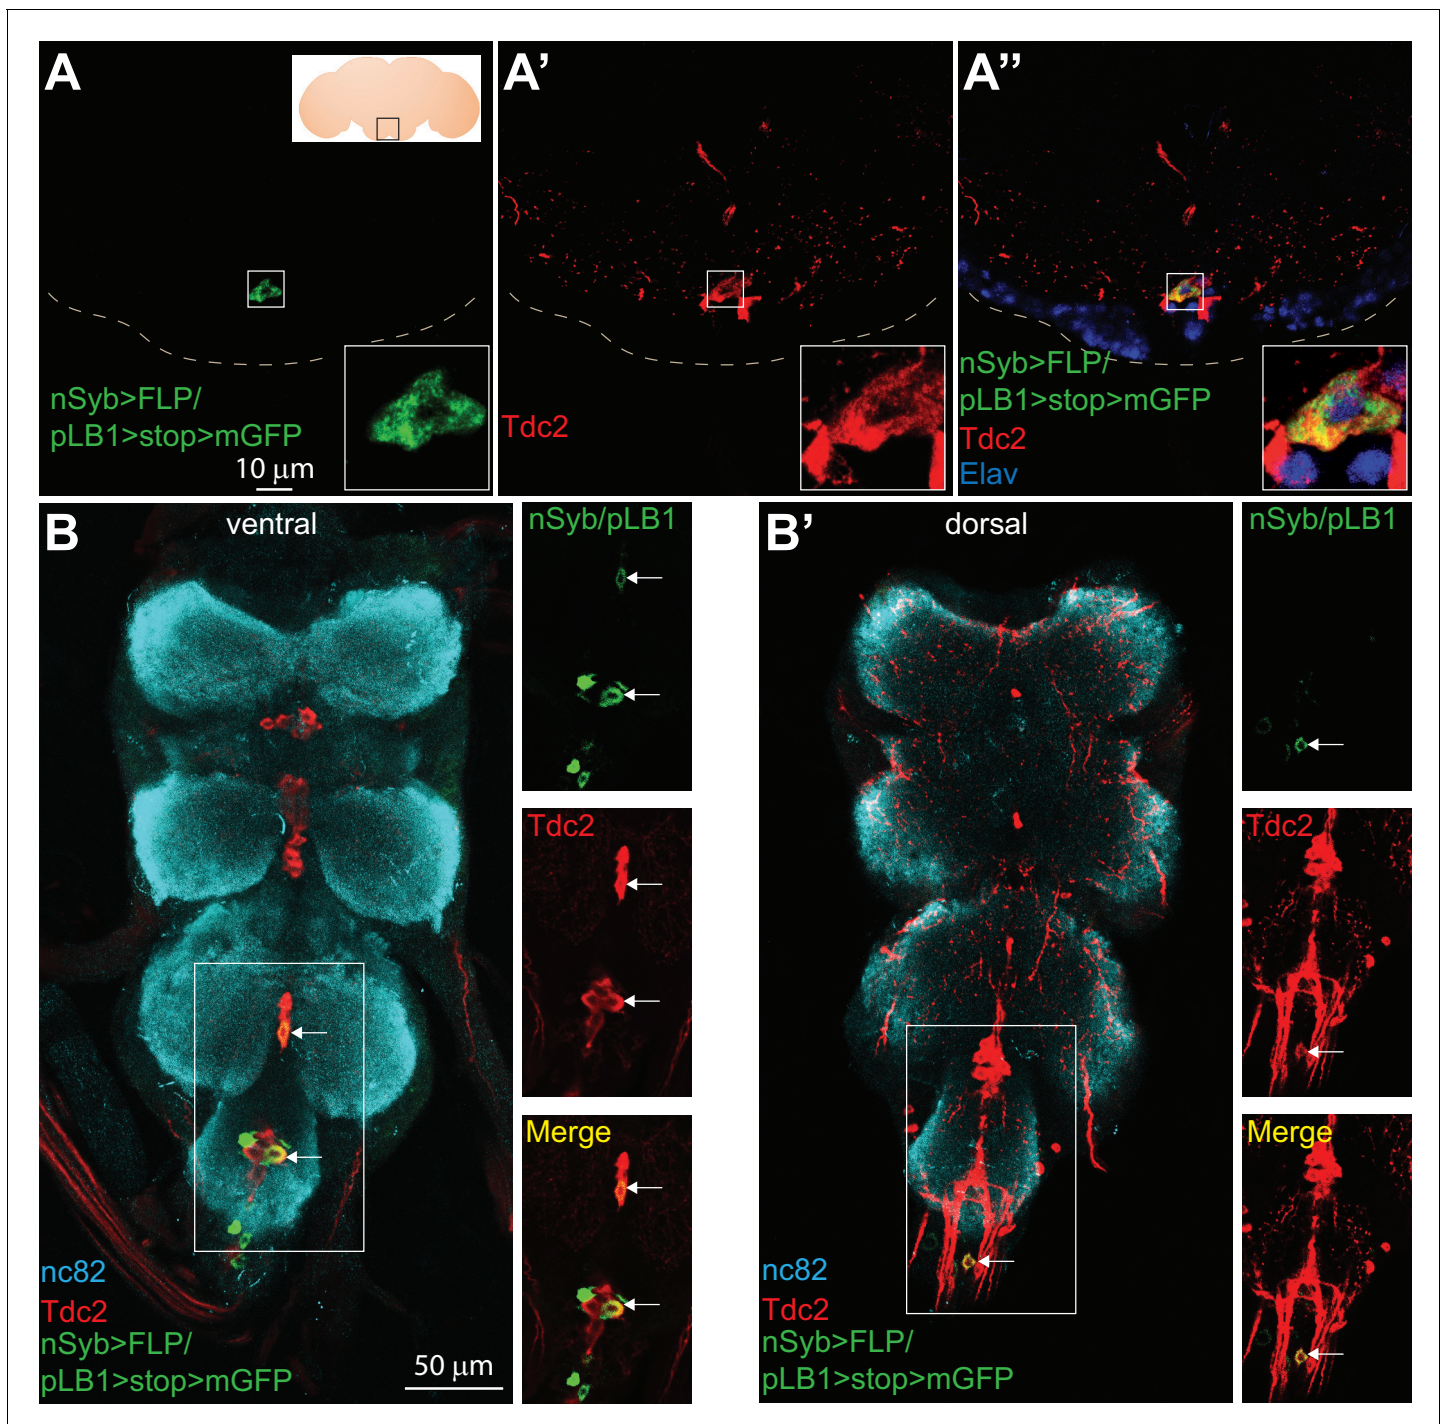 A
nSyb>FLP/
pLB1>stop>mGFP
10 µm
A'
Tdc2
A''
nSyb>FLP/
pLB1>stop>mGFP
Tdc2
Elav
B
ventral
nc82
Tdc2
nSyb>FLP/
pLB1>stop>mGFP
50 µm
nSyb/pLB1
Tdc2
Merge
B'
dorsal
nc82
Tdc2
nSyb>FLP/
pLB1>stop>mGFP
nSyb/pLB1
Tdc2
Merge